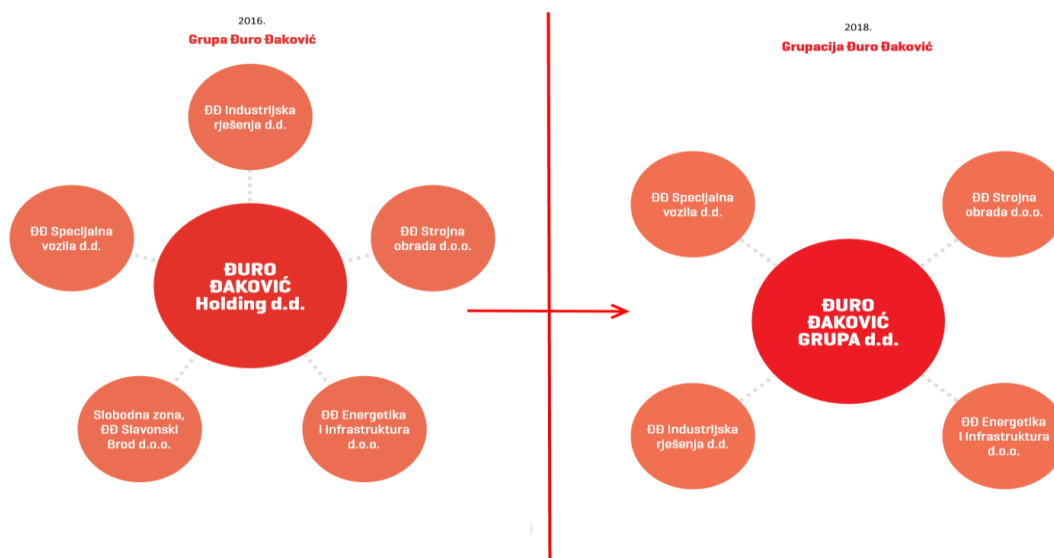 2016.
Grupa Đuro Đaković
ĐĐ Industrijska
rješenja d.d.
ĐĐ Specijalna
vozila d.d.
ĐĐ Strojna
obrada d.o.o.
ĐURO
ĐAKOVIĆ
Holding d.d.
Slobodna zona,
ĐĐ Slavonski
Brod d.o.o.
ĐĐ Energetika
i infrastruktura
d.o.o.
2018.
Grupacija Đuro Đaković
ĐĐ Specijalna
vozila d.d.
ĐĐ Strojna
obrada d.o.o.
ĐURO
ĐAKOVIĆ
GRUPA d.d.
ĐĐ Industrijska
rješenja d.d.
ĐĐ Energetika
i infrastruktura
d.o.o.